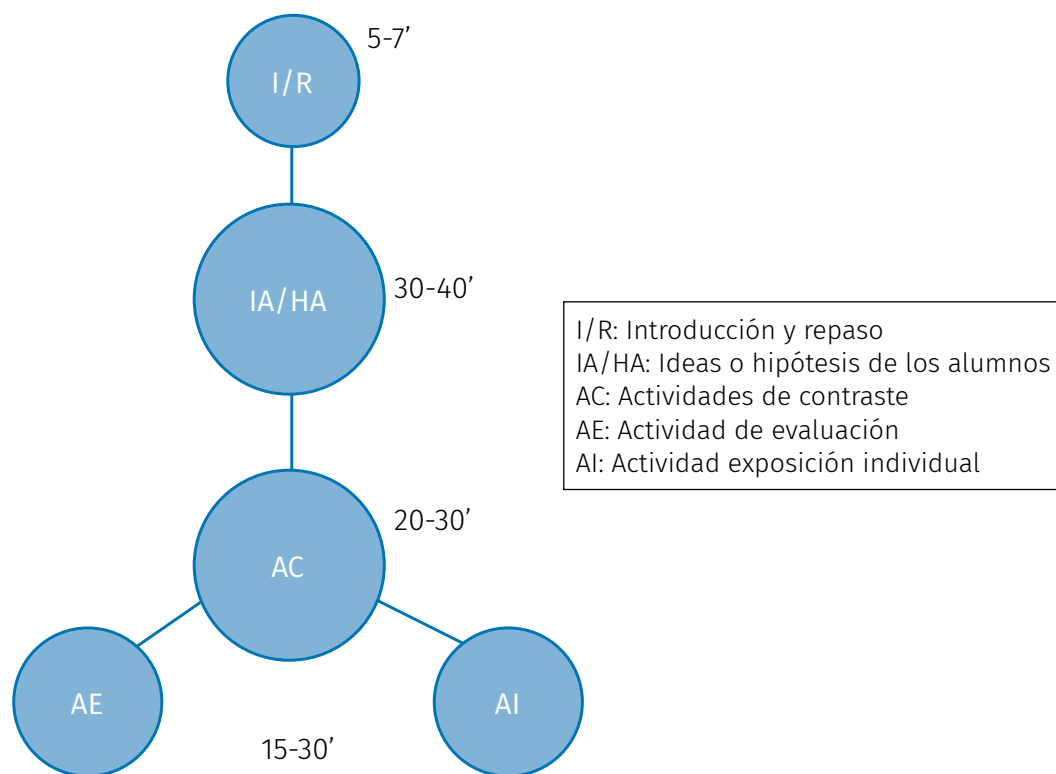 5-7’
I/R
30-40’
IA/HA
I/R: Introducción y repaso
IA/HA: Ideas o hipótesis de los alumnos
AC: Actividades de contraste
AE: Actividad de evaluación
AI: Actividad exposición individual
20-30’
AC
AE
AI
15-30’